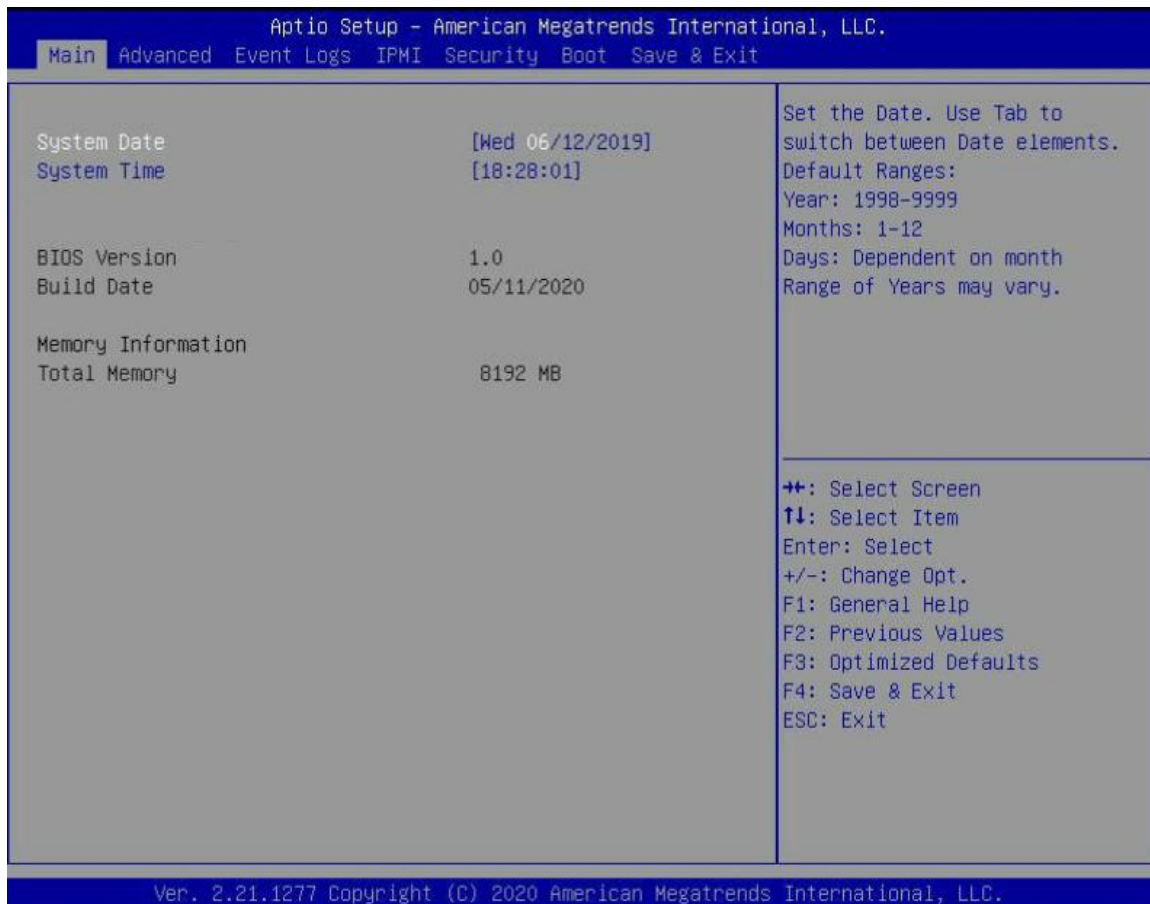 Aptio Setup – American Megatrends International, LLC.
Main Advanced Event Logs IPMI Security Boot Save & Exit
System Date [Wed 06/12/2019]
System Time [18:28:01]
BIOS Version 1.0
Build Date 05/11/2020
Memory Information
Total Memory 8192 MB
Set the Date. Use Tab to
switch between Date elements.
Default Ranges:
Year: 1998-9999
Months: 1-12
Days: Dependent on month
Range of Years may vary.
→←: Select Screen
↑↓: Select Item
Enter: Select
+/-: Change Opt.
F1: General Help
F2: Previous Values
F3: Optimized Defaults
F4: Save & Exit
ESC: Exit
Ver. 2.21.1277 Copyright (C) 2020 American Megatrends International, LLC.